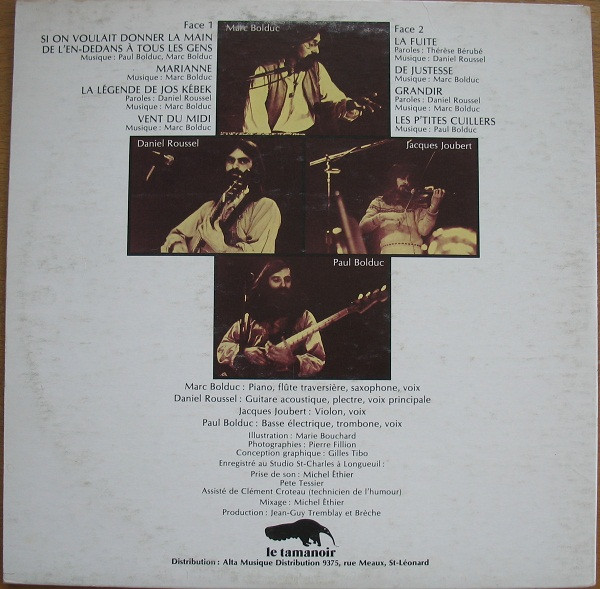 Face 1
SI ON VOULAIT DONNER LA MAIN
DE L'EN-DEDANS À TOUS LES GENS
Musique : Paul Bolduc, Marc Bolduc
MARIANNE
Musique : Marc Bolduc
LA LÉGENDE DE JOS KÉBEK
Paroles : Daniel Roussel
Musique : Marc Bolduc
VENT DU MIDI
Musique : Marc Bolduc
Marc Bolduc
Face 2
LA FUITE
Paroles : Thérèse Bérubé
Musique : Daniel Roussel
DE JUSTESSE
Musique : Marc Bolduc
GRANDIR
Paroles : Daniel Roussel
Musique : Marc Bolduc
LES P'TITES CUILLERS
Musique : Paul Bolduc
Daniel Roussel
Jacques Joubert
Paul Bolduc
Marc Bolduc : Piano, flûte traversière, saxophone, voix
Daniel Roussel : Guitare acoustique, plectre, voix principale
Jacques Joubert : Violon, voix
Paul Bolduc : Basse électrique, trombone, voix
Illustration : Marie Bouchard
Photographies : Pierre Fillion
Conception graphique : Gilles Tibo
Enregistré au Studio St-Charles à Longueuil :
Prise de son : Michel Éthier
Pete Tessier
Assisté de Clément Croteau (technicien de l'humour)
Mixage : Michel Éthier
Production : Jean-Guy Tremblay et Brêche
le tamanoir
Distribution : Alta Musique Distribution 9375, rue Meaux, St-Léonard